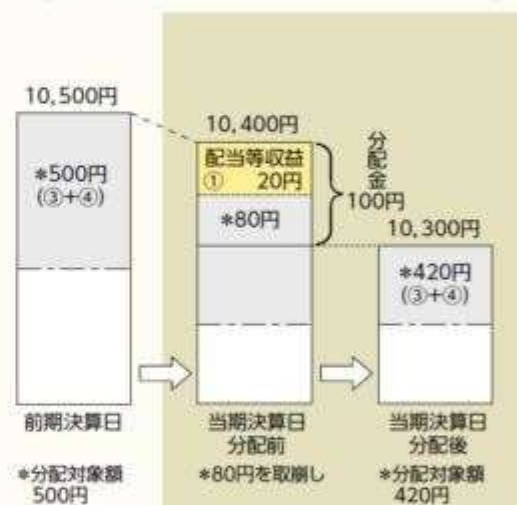 10,500円
*500円
(③+④)
前期決算日
*分配対象額
500円
10,400円
配当等収益
① 20円
*80円
分配金
100円
当期決算日
分配前
*80円を取崩し
10,300円
*420円
(③+④)
当期決算日
分配後
*分配対象額
420円